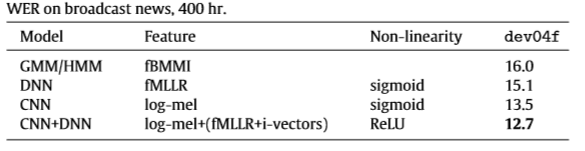 WER on broadcast news, 400 hr.
Model Feature Non-linearity dev04f
GMM/HMM fBMMI 16.0
DNN fMLLR sigmoid 15.1
CNN log-mel sigmoid 13.5
CNN+DNN log-mel+(fMLLR+i-vectors) ReLU 12.7